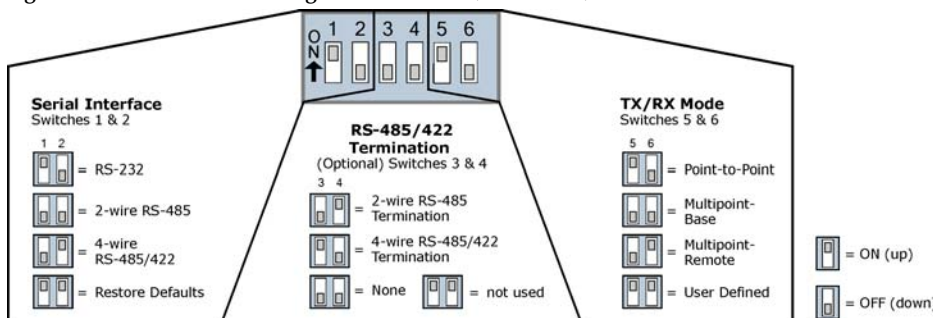 ON
1 2 3 4 5 6
Serial Interface
Switches 1 & 2
1 2
= RS-232
= 2-wire RS-485
= 4-wire
RS-485/422
= Restore Defaults
RS-485/422
Termination
(Optional) Switches 3 & 4
3 4
= 2-wire RS-485
Termination
= 4-wire RS-485/422
Termination
= None
= not used
TX/RX Mode
Switches 5 & 6
5 6
= Point-to-Point
= Multipoint-
Base
= Multipoint-
Remote
= User Defined
= ON (up)
= OFF (down)